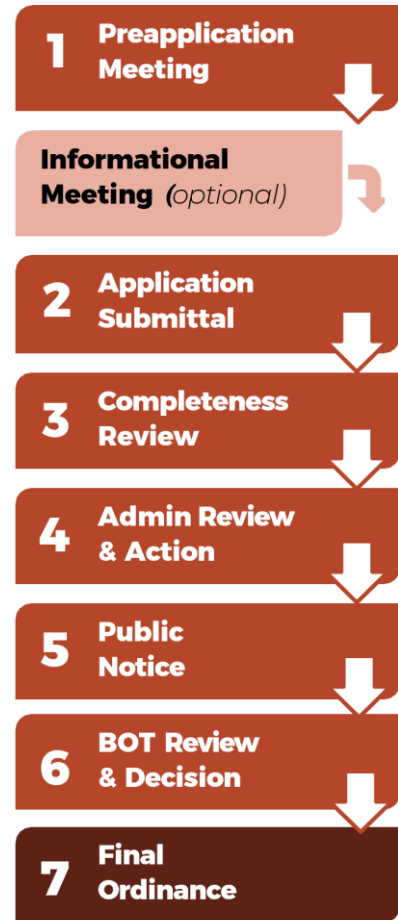 1 Preapplication
Meeting
Informational
Meeting (optional)
2 Application
Submittal
3 Completeness
Review
4 Admin Review
& Action
5 Public
Notice
6 BOT Review
& Decision
7 Final
Ordinance